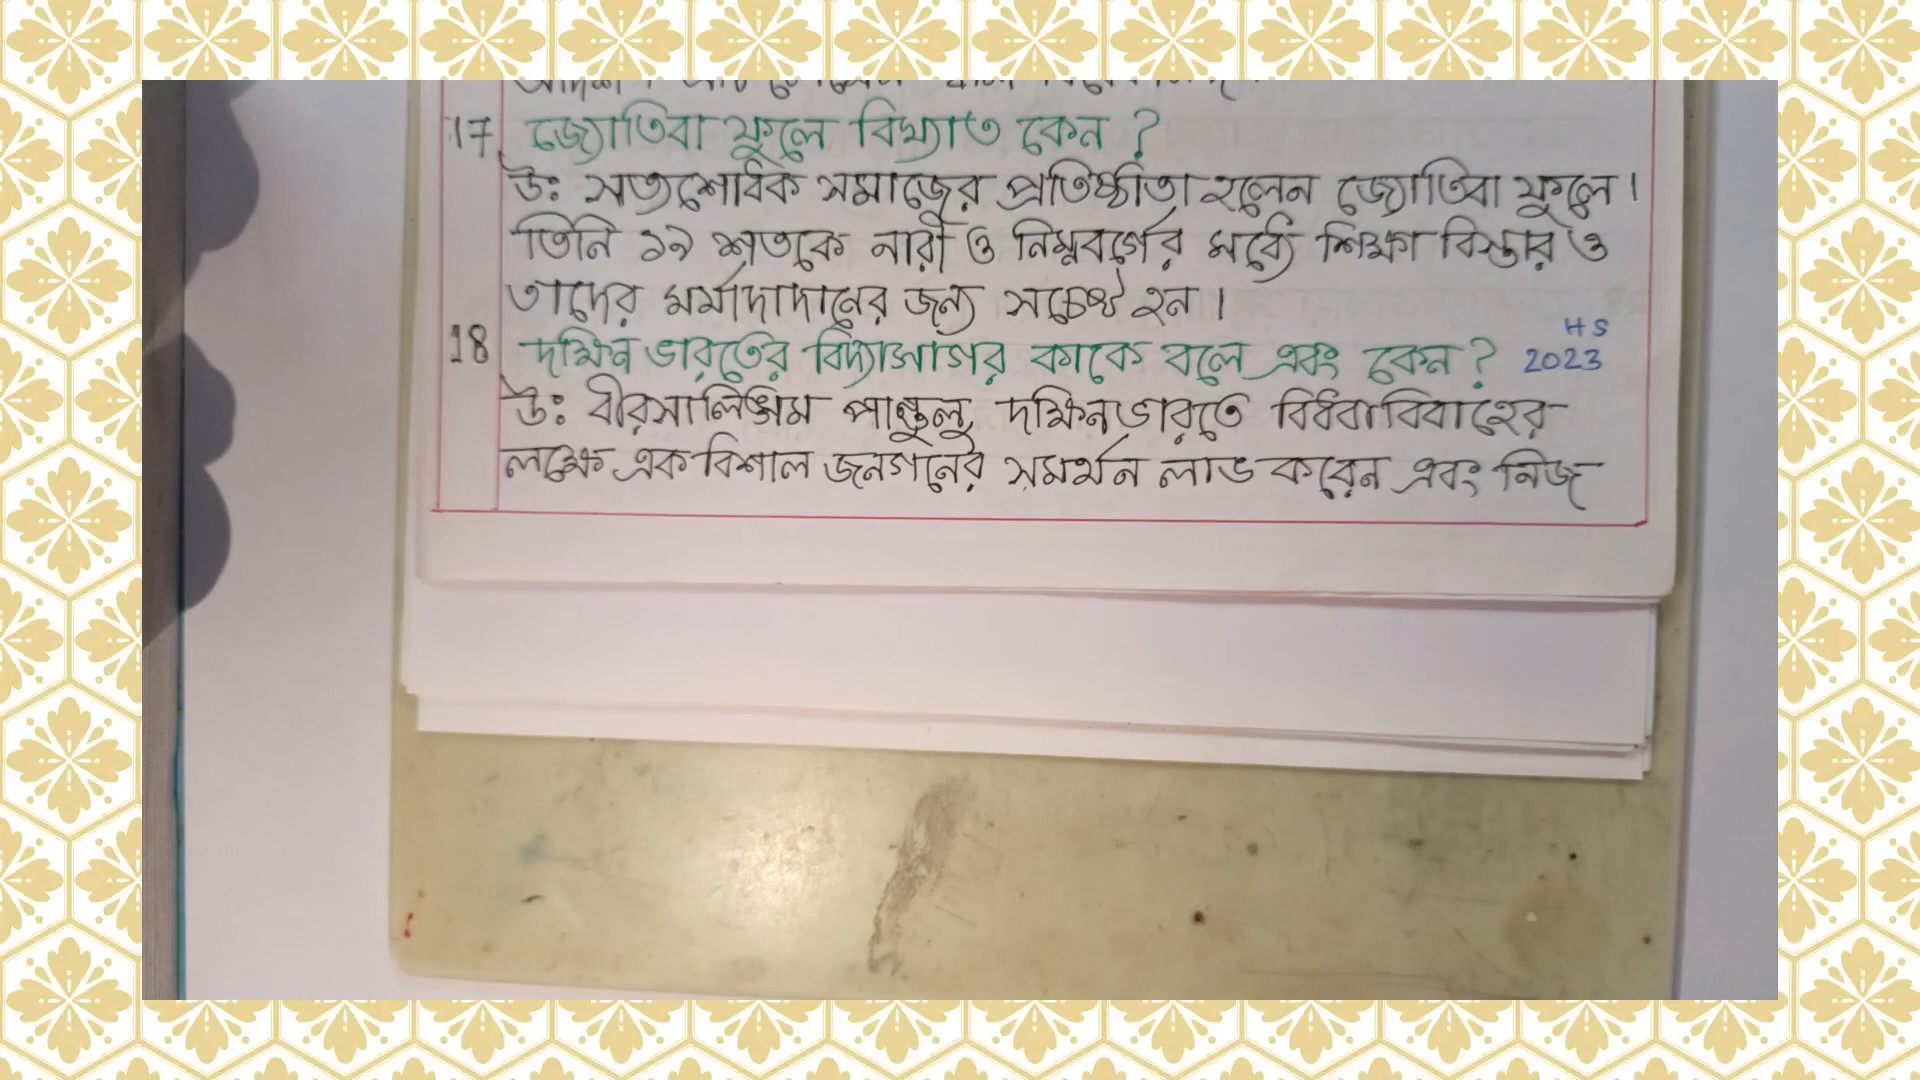 17 জ্যোতিবা ফুলে বিখ্যাত কেন ?
উঃ সত্যশোধক সমাজের প্রতিষ্ঠাতা হলেন জ্যোতিবা ফুলে ।
তিনি ১৯ শতকে নারী ও নিম্নবর্গের মধ্যে শিক্ষা বিস্তার ও
তাদের মর্যাদাদানের জন্য সচেষ্ট হন ।
18 দক্ষিন ভারতের বিদ্যাসাগর কাকে বলে এবং কেন ? HS 2023
উঃ বীরসালিঙ্গম পান্তুলু দক্ষিনভারতে বিধবাবিবাহের
লক্ষে এক বিশাল জনগনের সমর্থন লাভ করেন এবং নিজ